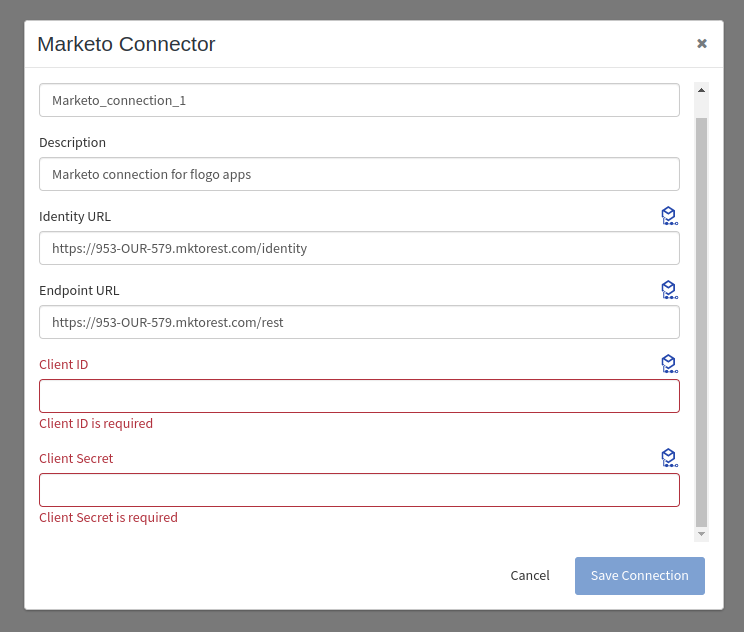 Marketo Connector
Marketo_connection_1
Description
Marketo connection for flogo apps
Identity URL
https://953-OUR-579.mktorest.com/identity
Endpoint URL
https://953-OUR-579.mktorest.com/rest
Client ID
Client ID is required
Client Secret
Client Secret is required
Cancel
Save Connection